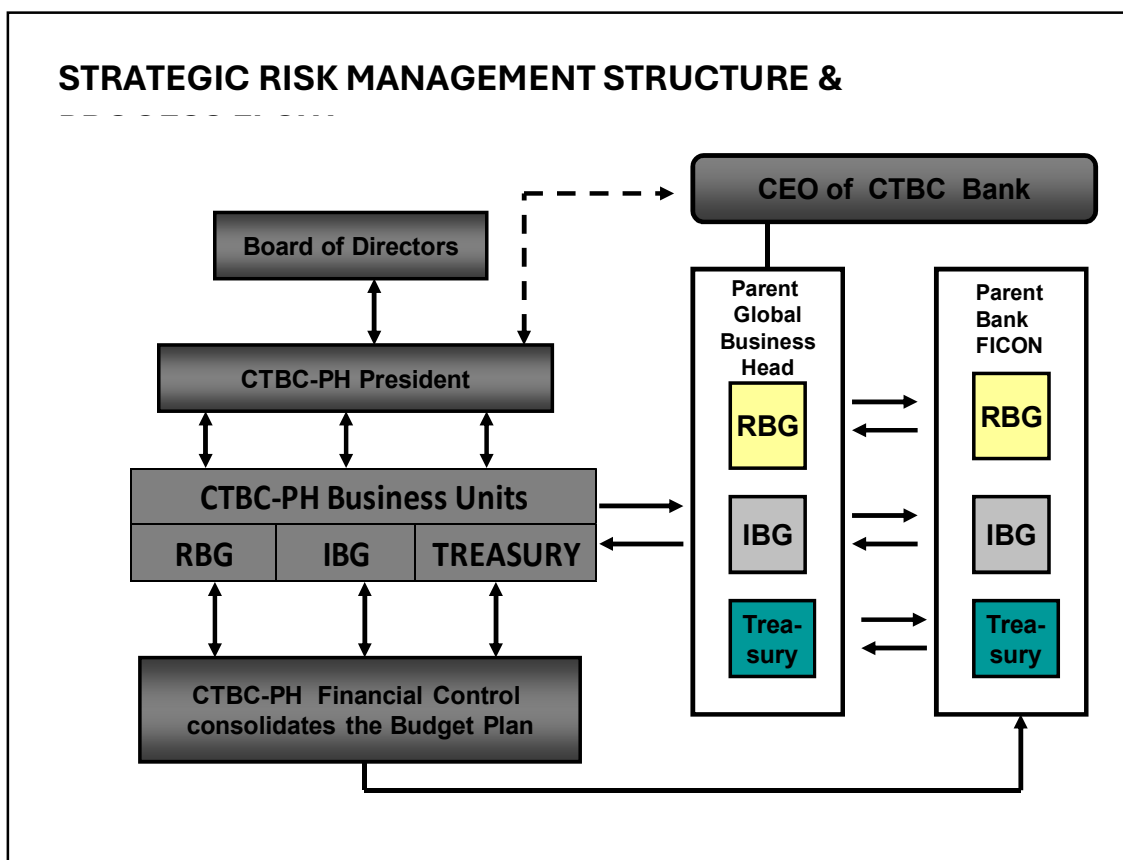 STRATEGIC RISK MANAGEMENT STRUCTURE &
CEO of CTBC Bank
Board of Directors
CTBC-PH President
CTBC-PH Business Units
RBG IBG TREASURY
CTBC-PH Financial Control
consolidates the Budget Plan
Parent
Global
Business
Head
RBG
IBG
Trea-
sury
Parent
Bank
FICON
RBG
IBG
Trea-
sury